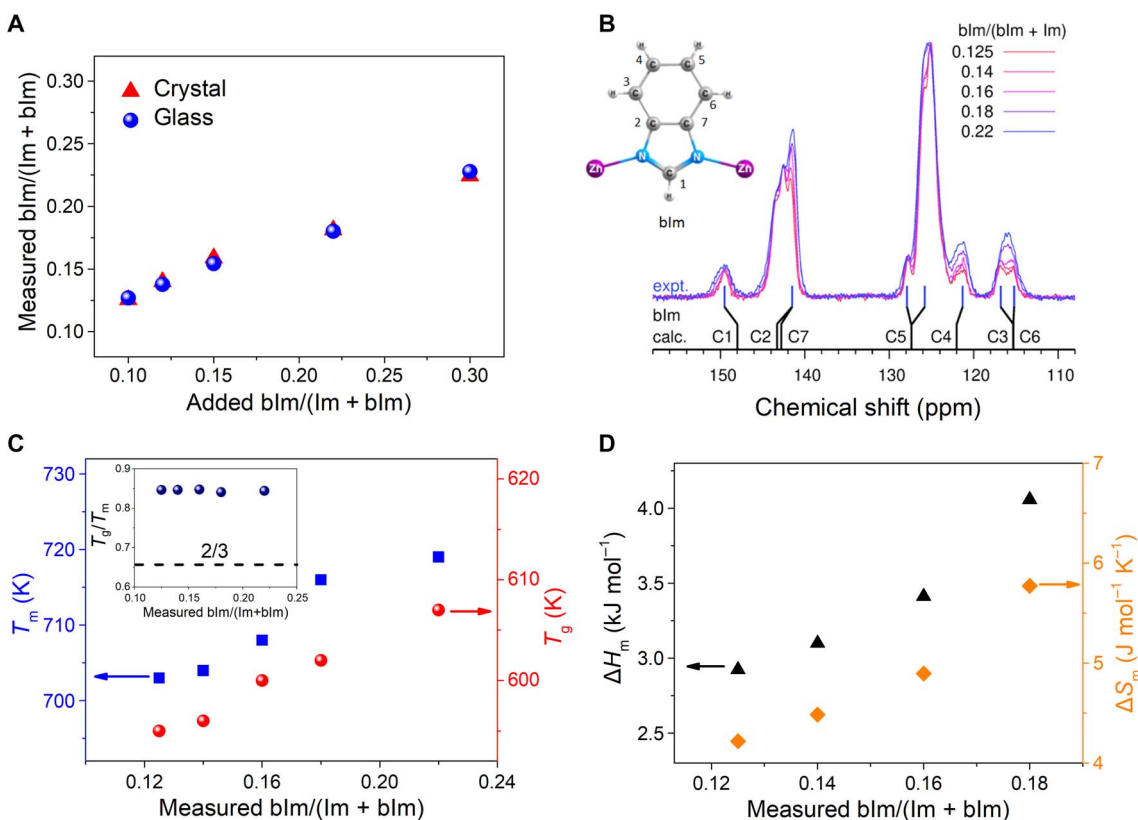 A
Measured bIm/(Im + bIm)
0.30
0.25
0.20
0.15
0.10
Crystal
Glass
0.10 0.15 0.20 0.25 0.30
Added bIm/(Im + bIm)
B
bIm/(bIm + Im)
0.125
0.14
0.16
0.18
0.22
4 5
3 6
2 7
1
H H H H H
C C C C C C C
N N
Zn Zn
bIm
expt.
bIm
calc.
C1 C2 C7 C5 C4 C3 C6
150 140 130 120 110
Chemical shift (ppm)
C
Tm (K)
730
720
710
700
Tg/Tm
0.9
0.8
0.7
0.6
2/3
0.10 0.15 0.20 0.25
Measured bIm/(Im+bIm)
620
610
600
Tg (K)
0.12 0.16 0.20 0.24
Measured bIm/(Im + bIm)
D
ΔHm (kJ mol−1)
4.0
3.5
3.0
2.5
7
6
5
4
ΔSm (J mol−1 K−1)
0.12 0.14 0.16 0.18
Measured bIm/(Im + bIm)